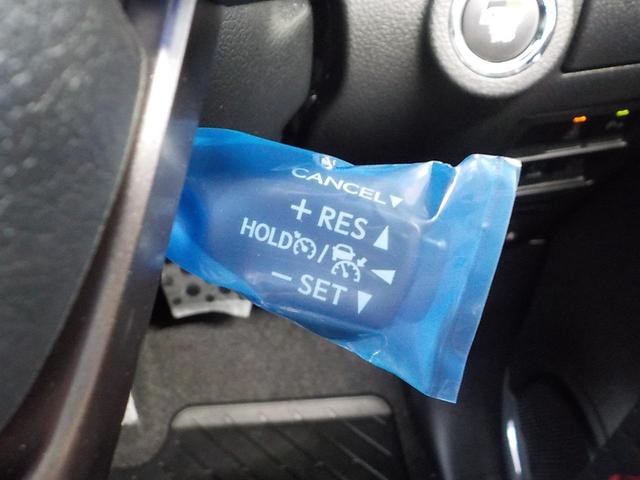 CANCEL▼
+ RES▲
HOLD /
− SET▼